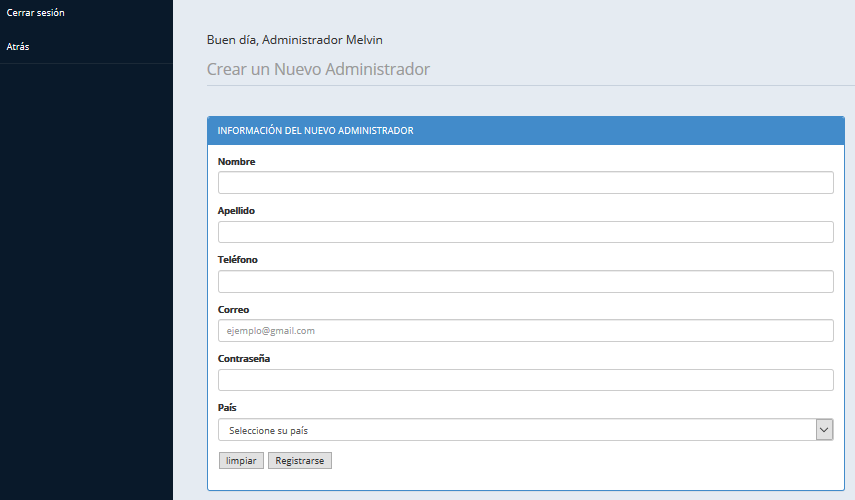 Cerrar sesión
Atrás
Buen día, Administrador Melvin
Crear un Nuevo Administrador
INFORMACIÓN DEL NUEVO ADMINISTRADOR
Nombre
Apellido
Teléfono
Correo
ejemplo@gmail.com
Contraseña
País
Seleccione su país
limpiar Registrarse